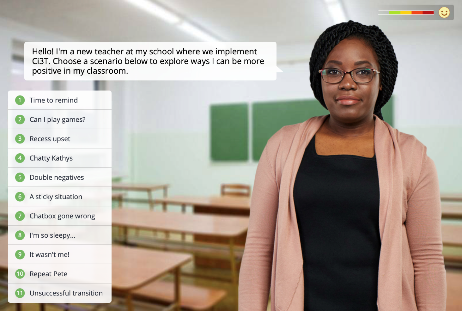 Hello! I'm a new teacher at my school where we implement
Ci3T. Choose a scenario below to explore ways I can be more
positive in my classroom.
1 Time to remind
2 Can I play games?
3 Recess upset
4 Chatty Kathys
5 Double negatives
6 A sticky situation
7 Chatbox gone wrong
8 I'm so sleepy...
9 It wasn't me!
10 Repeat Pete
11 Unsuccessful transition